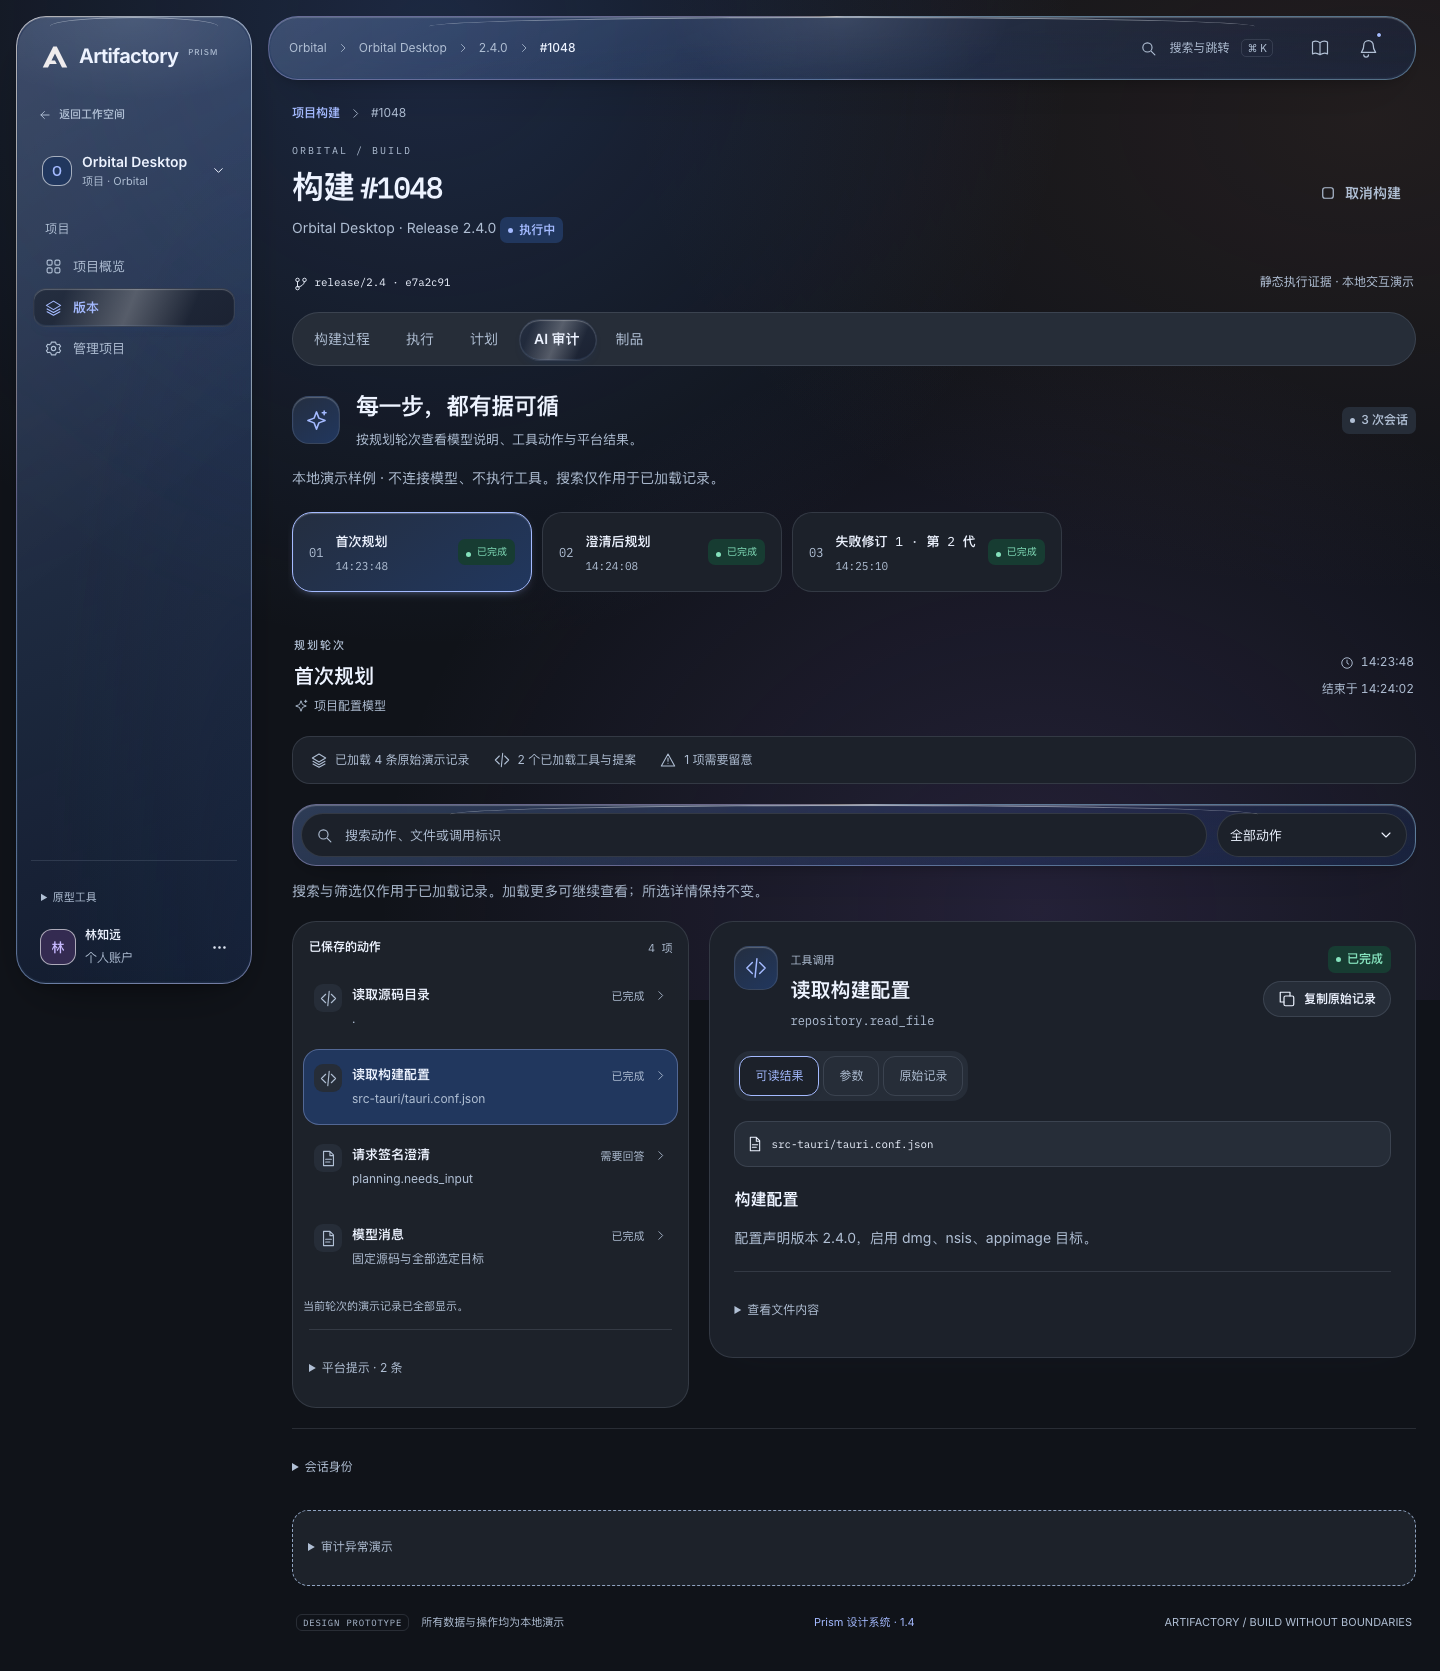 Artifactory PRISM
返回工作空间
O Orbital Desktop
项目 · Orbital
项目
项目概览
版本
管理项目
原型工具
林 林知远
个人账户
Orbital Orbital Desktop 2.4.0 #1048
搜索与跳转 ⌘ K
项目构建 #1048
ORBITAL / BUILD
构建 #1048
取消构建
Orbital Desktop · Release 2.4.0 执行中
release/2.4 · e7a2c91
静态执行证据 · 本地交互演示
构建过程 执行 计划 AI 审计 制品
每一步，都有据可循
按规划轮次查看模型说明、工具动作与平台结果。
3 次会话
本地演示样例 · 不连接模型、不执行工具。搜索仅作用于已加载记录。
01 首次规划 14:23:48 已完成
02 澄清后规划 14:24:08 已完成
03 失败修订 1 · 第 2 代 14:25:10 已完成
规划轮次
首次规划
项目配置模型
14:23:48
结束于 14:24:02
已加载 4 条原始演示记录 2 个已加载工具与提案 1 项需要留意
搜索动作、文件或调用标识 全部动作
搜索与筛选仅作用于已加载记录。加载更多可继续查看；所选详情保持不变。
已保存的动作 4 项
读取源码目录 已完成
.
读取构建配置 已完成
src-tauri/tauri.conf.json
请求签名澄清 需要回答
planning.needs_input
模型消息 已完成
固定源码与全部选定目标
当前轮次的演示记录已全部显示。
平台提示 · 2 条
工具调用
读取构建配置
repository.read_file
已完成
复制原始记录
可读结果 参数 原始记录
src-tauri/tauri.conf.json
构建配置
配置声明版本 2.4.0，启用 dmg、nsis、appimage 目标。
查看文件内容
会话身份
审计异常演示
DESIGN PROTOTYPE 所有数据与操作均为本地演示
Prism 设计系统 · 1.4
ARTIFACTORY / BUILD WITHOUT BOUNDARIES